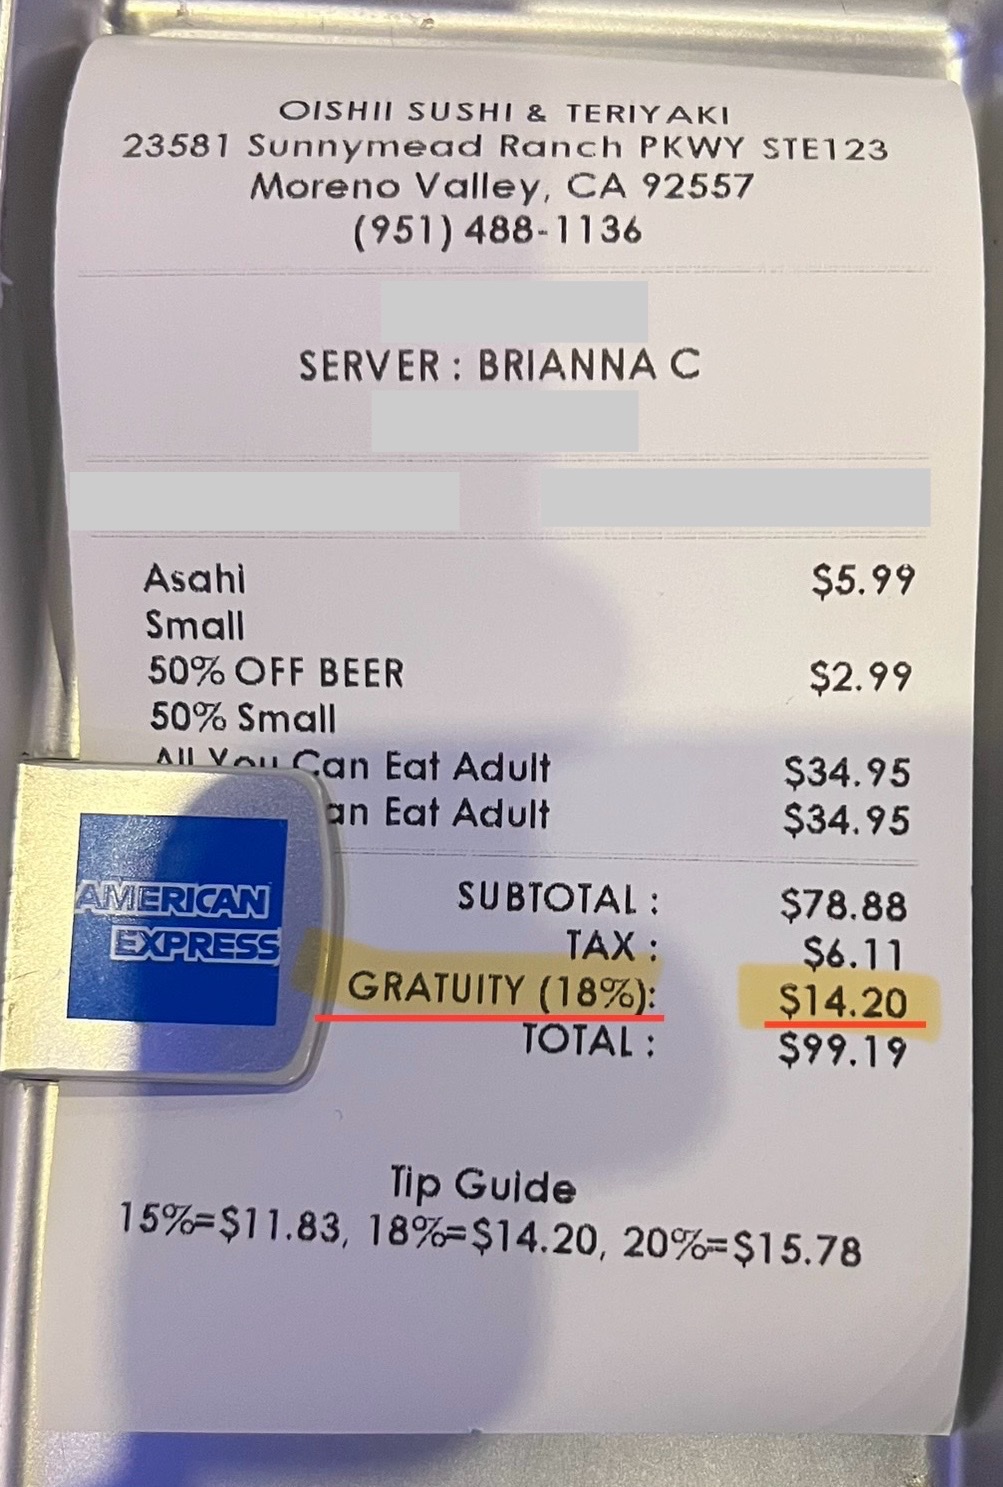 OISHII SUSHI & TERIYAKI
23581 Sunnymead Ranch PKWY STE123
Moreno Valley, CA 92557
(951) 488-1136
SERVER : BRIANNA C
Asahi $5.99
Small
50% OFF BEER $2.99
50% Small
All You Can Eat Adult $34.95
an Eat Adult $34.95
SUBTOTAL : $78.88
TAX : $6.11
GRATUITY (18%): $14.20
TOTAL : $99.19
AMERICAN
EXPRESS
Tip Guide
15%=$11.83, 18%=$14.20, 20%=$15.78